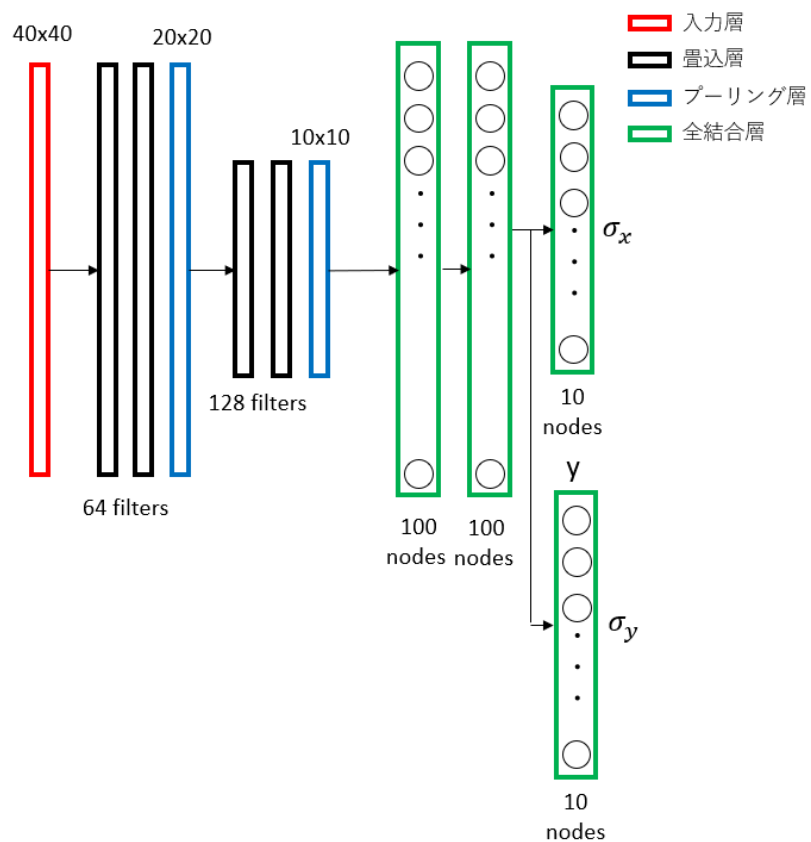 40x40
20x20
10x10
64 filters
128 filters
100
nodes
100
nodes
σx
10
nodes
y
σy
10
nodes
入力層
畳込層
プーリング層
全結合層